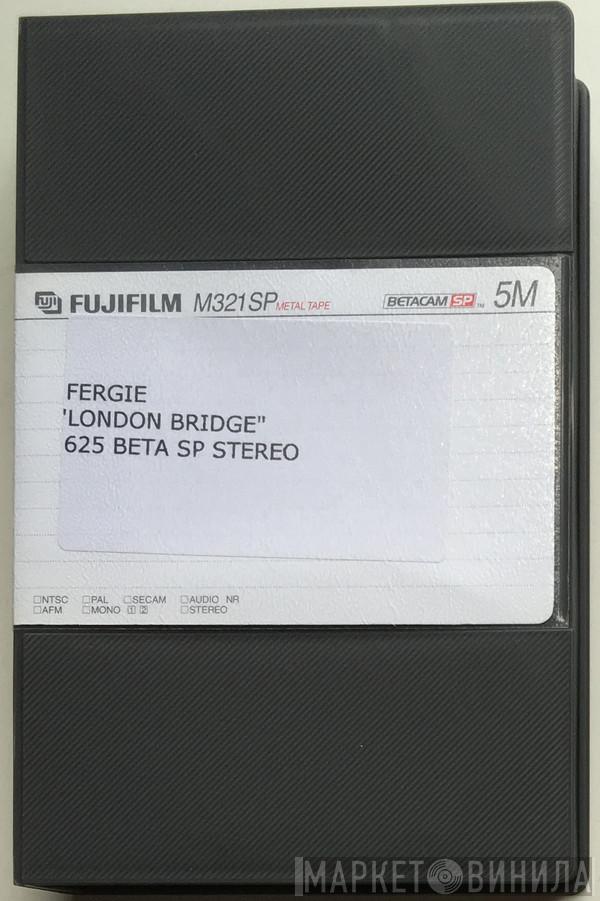 FUJIFILM M321SP METAL TAPE BETACAM SP ™ 5M
FERGIE
'LONDON BRIDGE"
625 BETA SP STEREO
□NTSC □PAL □SECAM □AUDIO NR
□AFM □MONO 1 2 □STEREO
МАРКЕТ ВИНИЛА